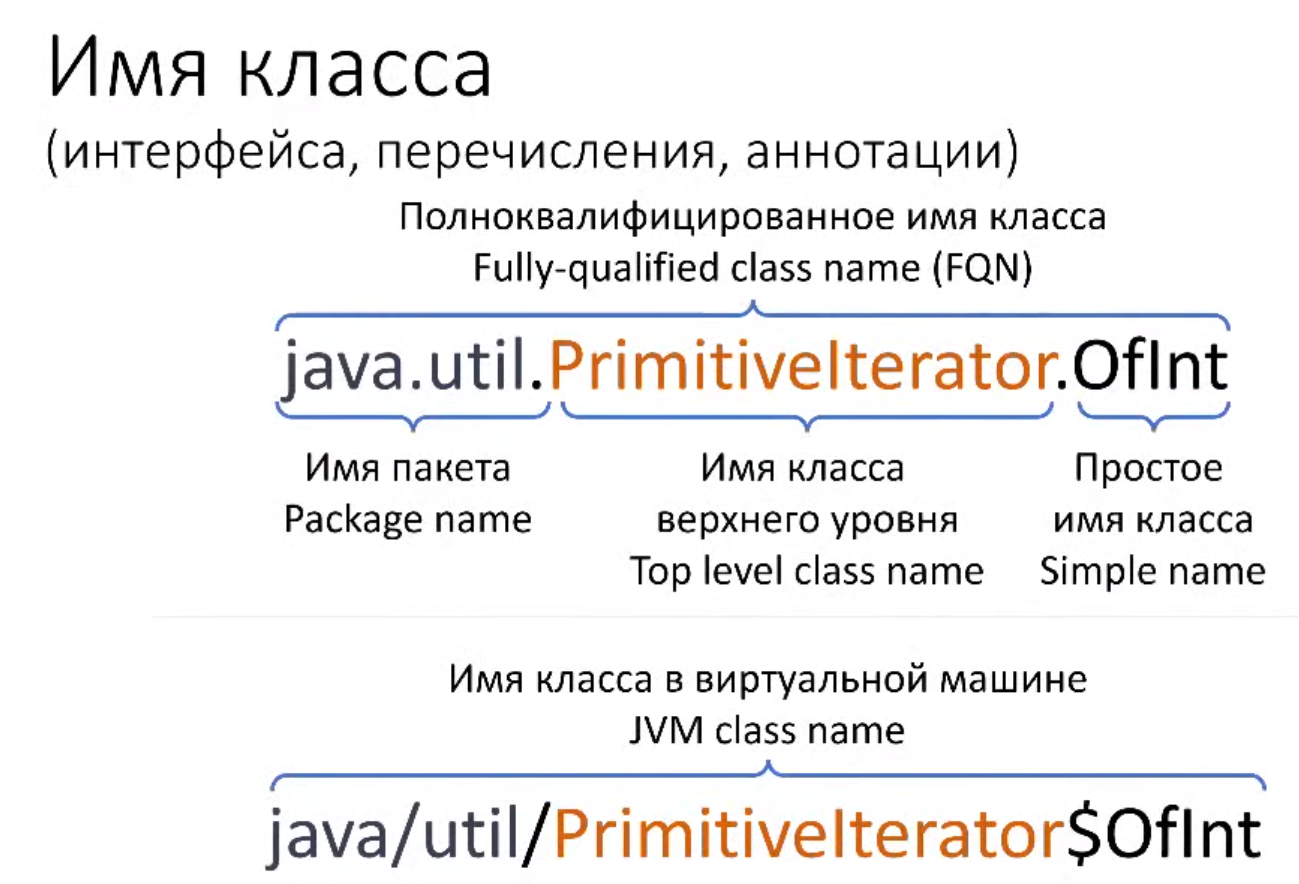 Имя класса
(интерфейса, перечисления, аннотации)
Полноквалифицированное имя класса
Fully-qualified class name (FQN)
java.util.PrimitiveIterator.OfInt
Имя пакета
Package name
Имя класса
верхнего уровня
Top level class name
Простое
имя класса
Simple name
Имя класса в виртуальной машине
JVM class name
java/util/PrimitiveIterator$OfInt